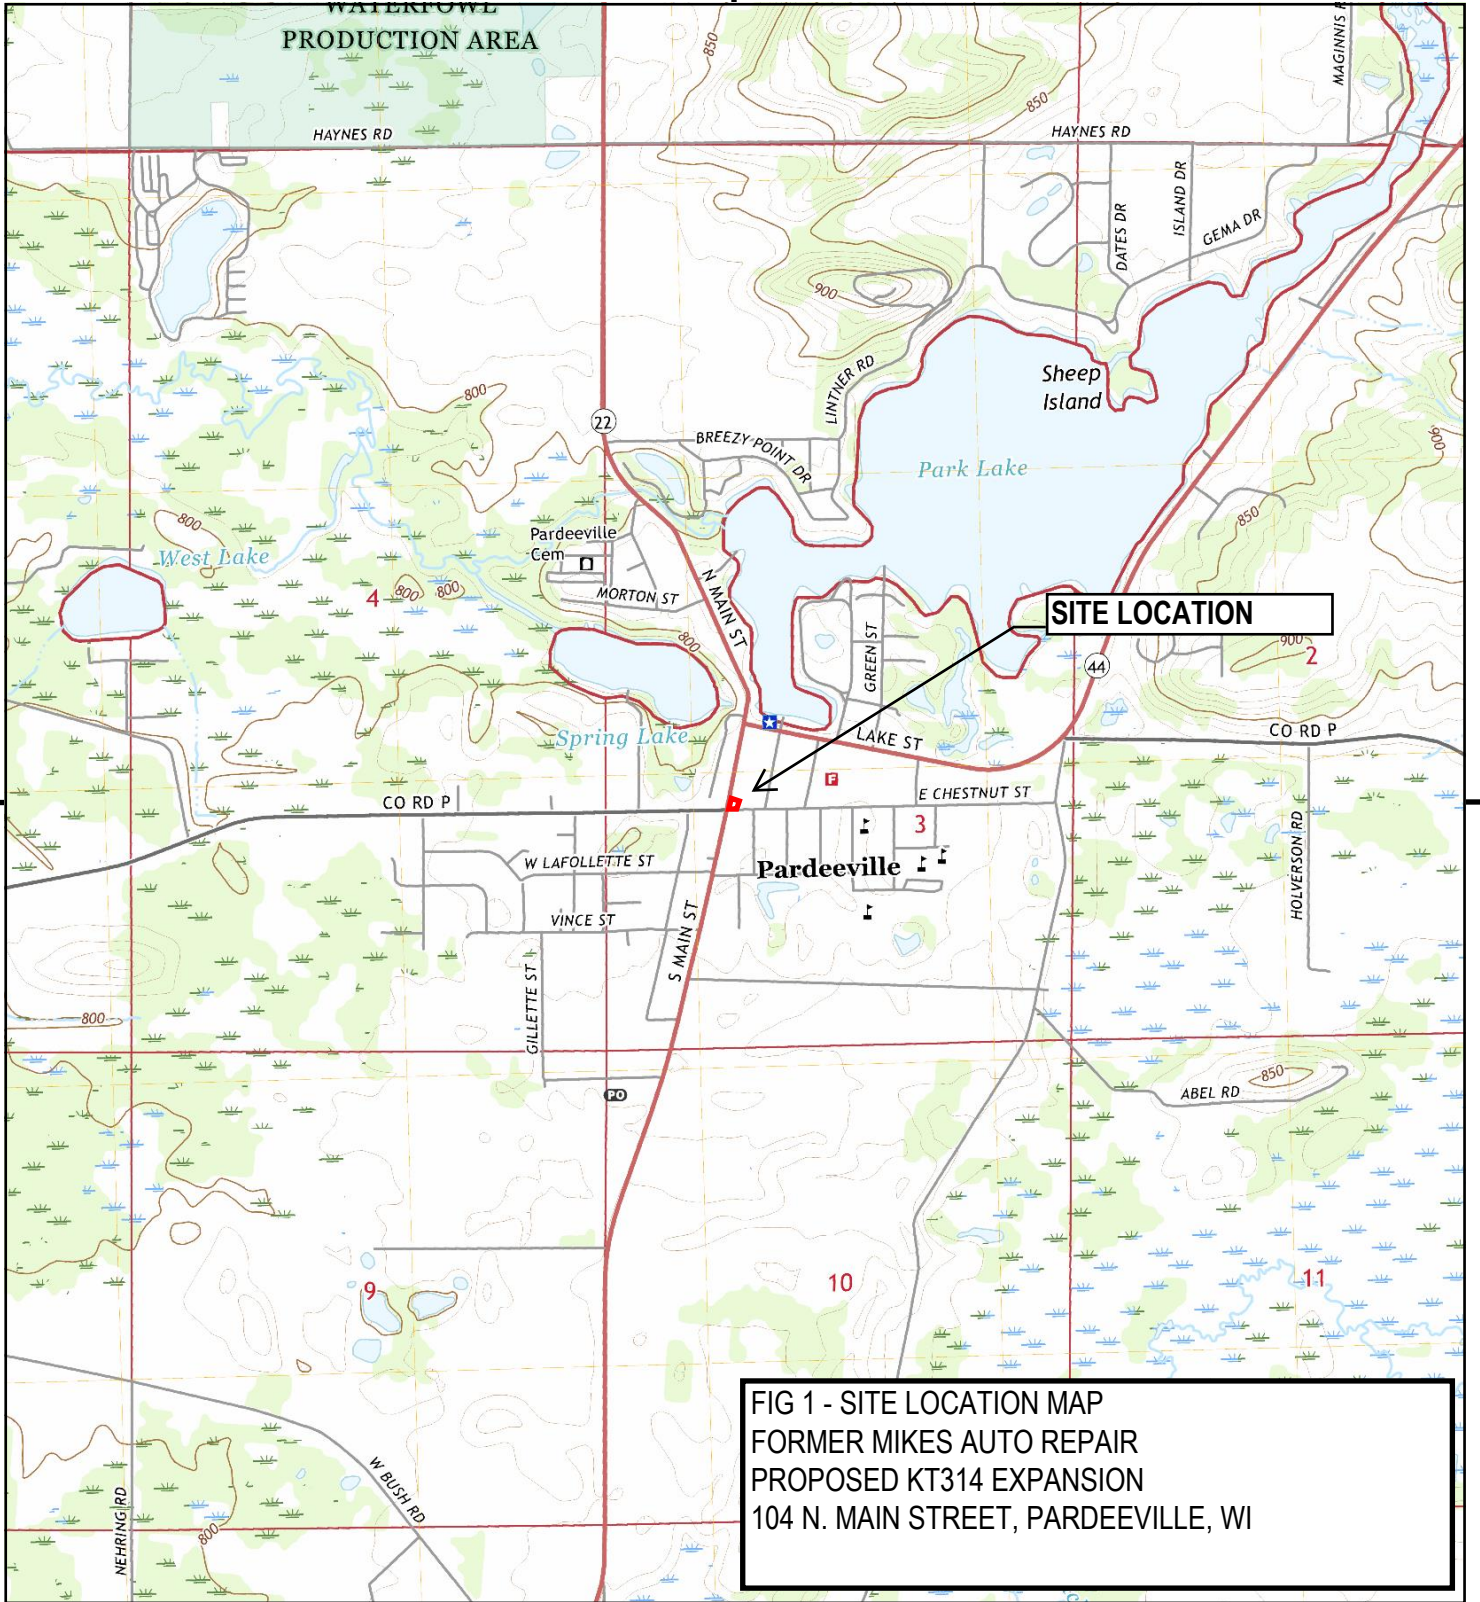 WATERFOWL
PRODUCTION AREA
850
850
MAGINNIS R
HAYNES RD
HAYNES RD
DATES DR
ISLAND DR
GEMA DR
900
LINTNER RD
Sheep
Island
800
22
BREEZY POINT DR
Park Lake
900
850
800
West Lake
Pardeeville
Cem
4
800
800
MORTON ST
N MAIN ST
800
GREEN ST
SITE LOCATION
44
900
2
Spring Lake
LAKE ST
CO RD P
F
E CHESTNUT ST
CO RD P
3
W LAFOLLETTE ST
Pardeeville
HOLVERSON RD
VINCE ST
S MAIN ST
GILLETTE ST
800
PO
850
ABEL RD
9
10
11
W BUSH RD
NEHRING RD
800
FIG 1 - SITE LOCATION MAP
FORMER MIKES AUTO REPAIR
PROPOSED KT314 EXPANSION
104 N. MAIN STREET, PARDEEVILLE, WI